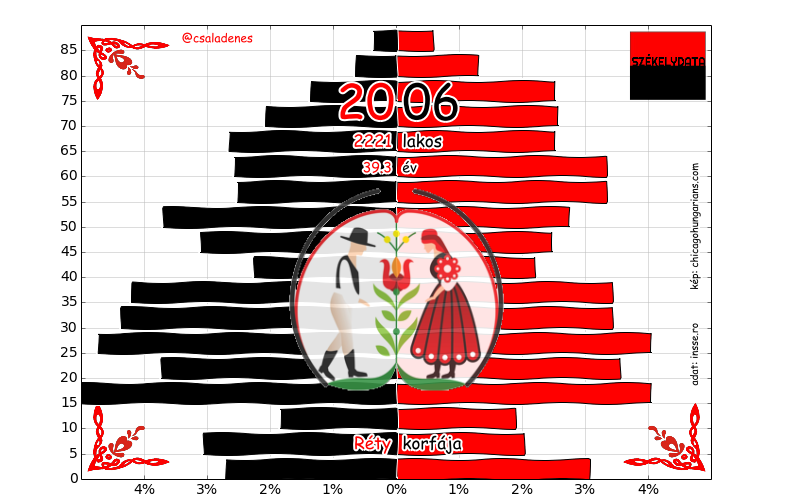 @csaladenes
SZÉKELYDATA
2006
2221 lakos
39.3 év
85
80
75
70
65
60
55
50
45
40
35
30
25
20
15
10
5
0
kép: chicagohungarians.com
adat: insse.ro
Réty korfája
4% 3% 2% 1% 0% 1% 2% 3% 4%